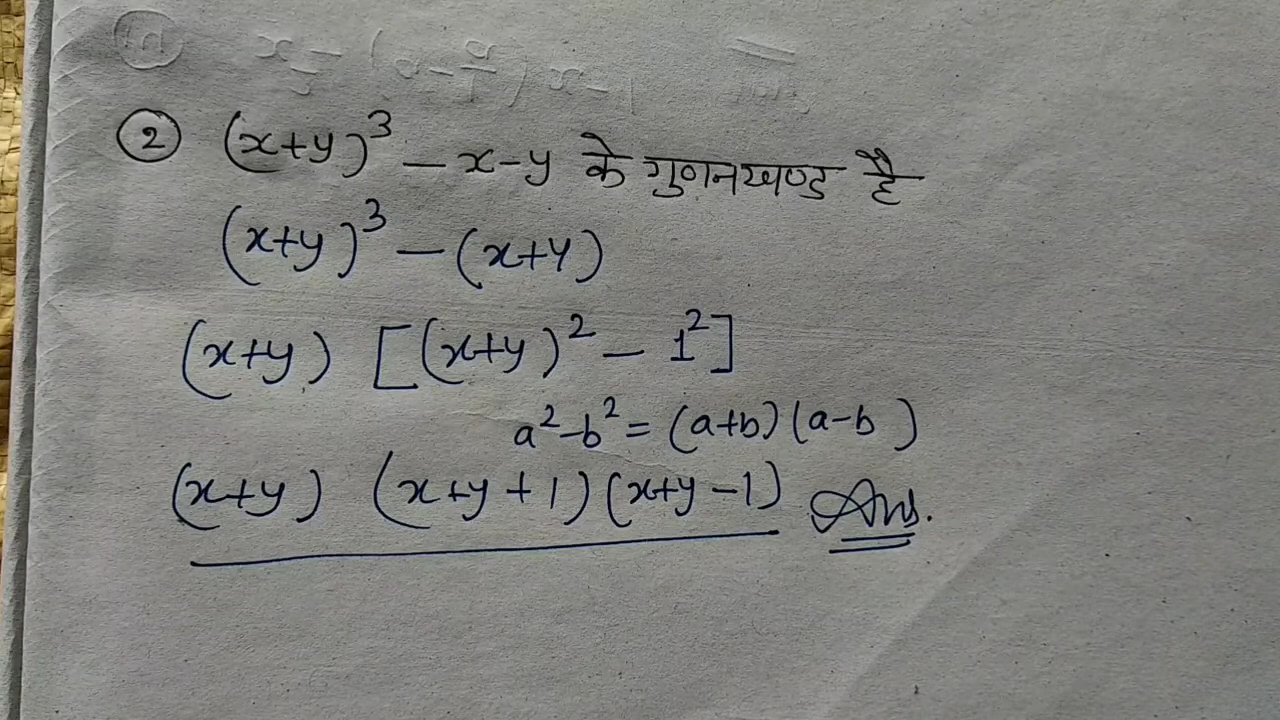 ② (x+y)³ – x–y के गुणनखण्ड है
(x+y)³ – (x+y)
(x+y) [(x+y)² – 1²]
a²–b² = (a+b)(a–b)
(x+y) (x+y+1)(x+y–1) Ans.